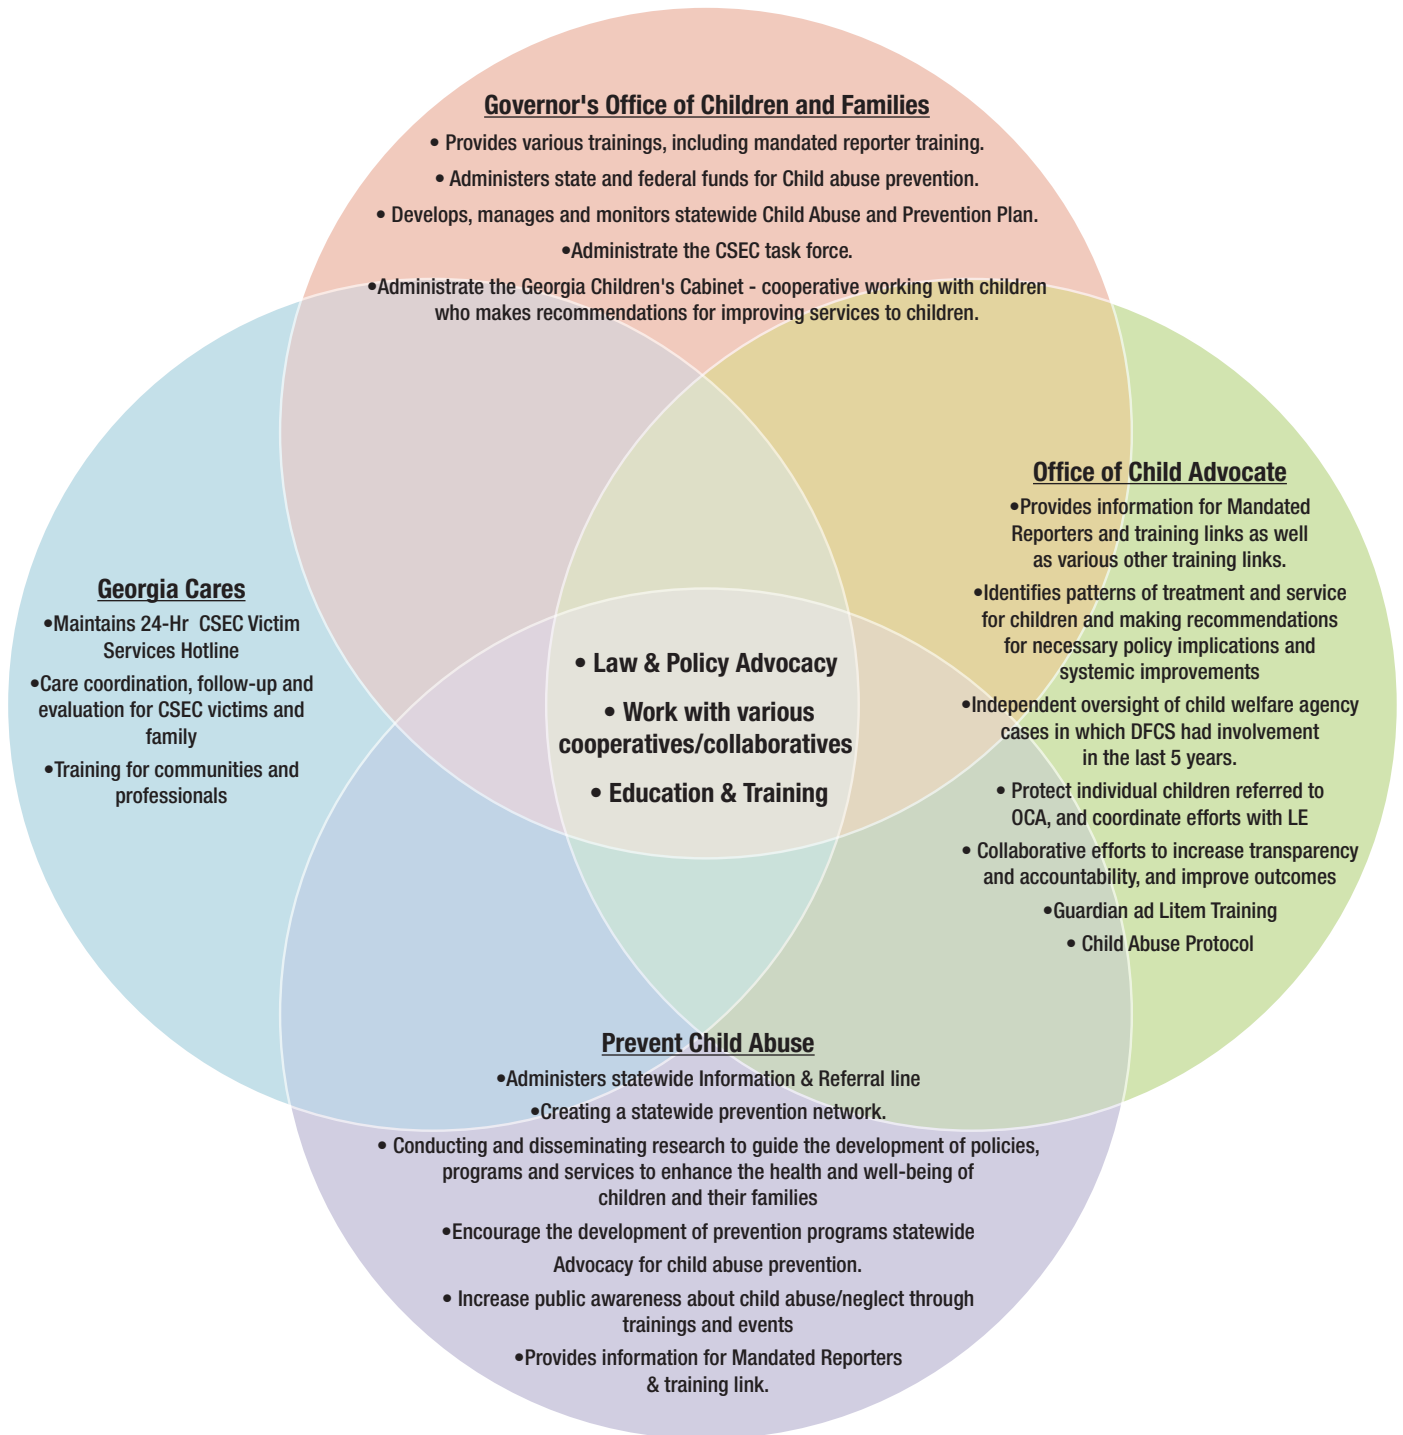 Governor's Office of Children and Families
• Provides various trainings, including mandated reporter training.
• Administers state and federal funds for Child abuse prevention.
• Develops, manages and monitors statewide Child Abuse and Prevention Plan.
•Administrate the CSEC task force.
•Administrate the Georgia Children's Cabinet - cooperative working with children
who makes recommendations for improving services to children.
Georgia Cares
•Maintains 24-Hr  CSEC Victim
Services Hotline
•Care coordination, follow-up and
evaluation for CSEC victims and
family
•Training for communities and
professionals
• Law & Policy Advocacy
• Work with various
cooperatives/collaboratives
• Education & Training
Office of Child Advocate
•Provides information for Mandated
Reporters and training links as well
as various other training links.
•Identifies patterns of treatment and service
for children and making recommendations
for necessary policy implications and
systemic improvements
•Independent oversight of child welfare agency
cases in which DFCS had involvement
in the last 5 years.
• Protect individual children referred to
OCA, and coordinate efforts with LE
• Collaborative efforts to increase transparency
and accountability, and improve outcomes
•Guardian ad Litem Training
• Child Abuse Protocol
Prevent Child Abuse
•Administers statewide Information & Referral line
•Creating a statewide prevention network.
• Conducting and disseminating research to guide the development of policies,
programs and services to enhance the health and well-being of
children and their families
•Encourage the development of prevention programs statewide
Advocacy for child abuse prevention.
• Increase public awareness about child abuse/neglect through
trainings and events
•Provides information for Mandated Reporters
& training link.